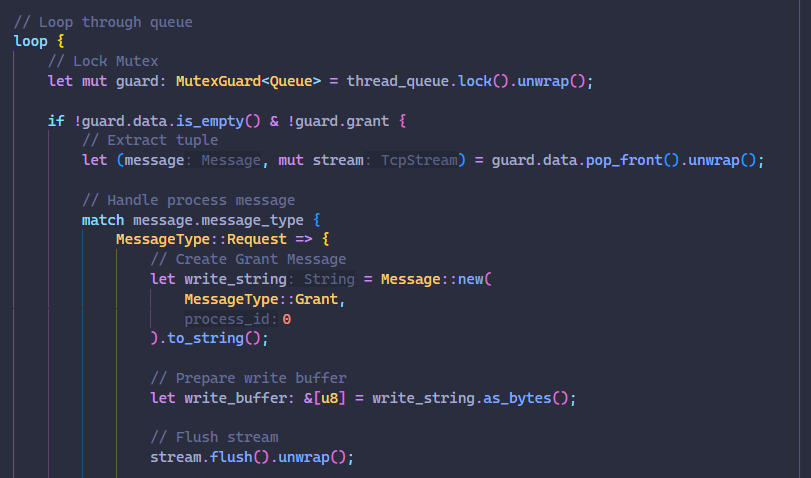 // Loop through queue
loop {
// Lock Mutex
let mut guard: MutexGuard<Queue> = thread_queue.lock().unwrap();
if !guard.data.is_empty() & !guard.grant {
// Extract tuple
let (message: Message, mut stream: TcpStream) = guard.data.pop_front().unwrap();
// Handle process message
match message.message_type {
MessageType::Request => {
// Create Grant Message
let write_string: String = Message::new(
MessageType::Grant,
process_id: 0
).to_string();
// Prepare write buffer
let write_buffer: &[u8] = write_string.as_bytes();
// Flush stream
stream.flush().unwrap();